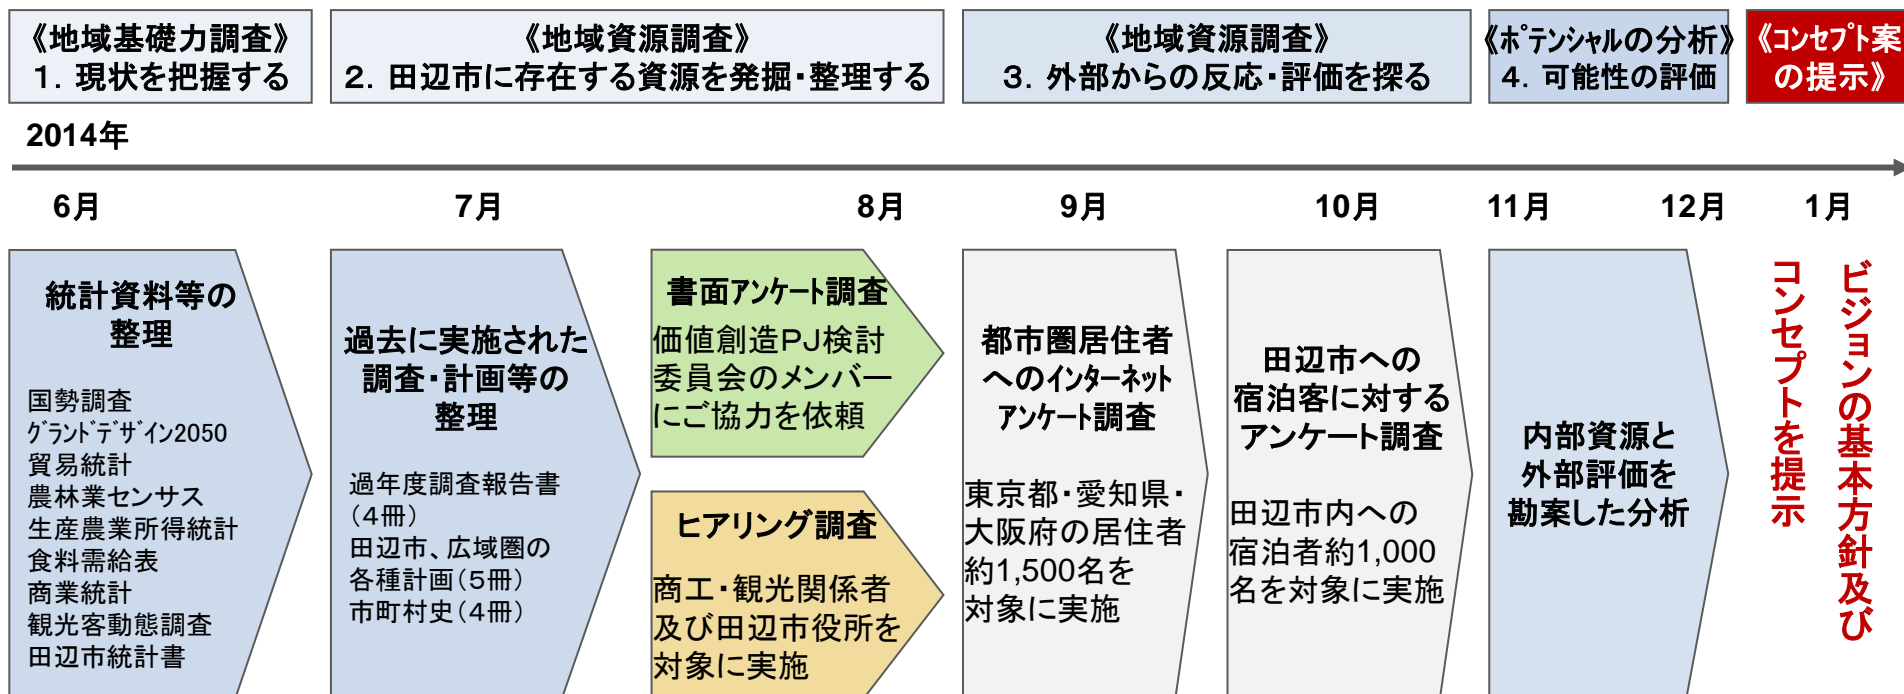 《地域基礎力調査》
1．現状を把握する
《地域資源調査》
2．田辺市に存在する資源を発掘・整理する
《地域資源調査》
3．外部からの反応・評価を探る
《ﾎﾟﾃﾝｼｬﾙの分析》
4．可能性の評価
《ｺﾝｾﾌﾟﾄ案
の提示》
2014年
6月
7月
8月
9月
10月
11月
12月
1月
統計資料等の
整理
国勢調査
ｸﾞﾗﾝﾄﾞﾃﾞｻﾞｲﾝ2050
貿易統計
農林業センサス
生産農業所得統計
食料需給表
商業統計
観光客動態調査
田辺市統計書
過去に実施された
調査・計画等の
整理
過年度調査報告書
（４冊）
田辺市、広域圏の
各種計画（５冊）
市町村史（４冊）
書面ｱﾝｹｰﾄ調査
価値創造ＰＪ検討
委員会のメンバー
にご協力を依頼
ヒアリング調査
商工・観光関係者
及び田辺市役所を
対象に実施
都市圏居住者
へのｲﾝﾀｰﾈｯﾄ
ｱﾝｹｰﾄ調査
東京都・愛知県・
大阪府の居住者
約1,500名を
対象に実施
田辺市への
宿泊客に対する
アンケート調査
田辺市内への
宿泊者約1,000
名を対象に実施
内部資源と
外部評価を
勘案した分析
ビジョンの基本方針及び
コンセプトを提示